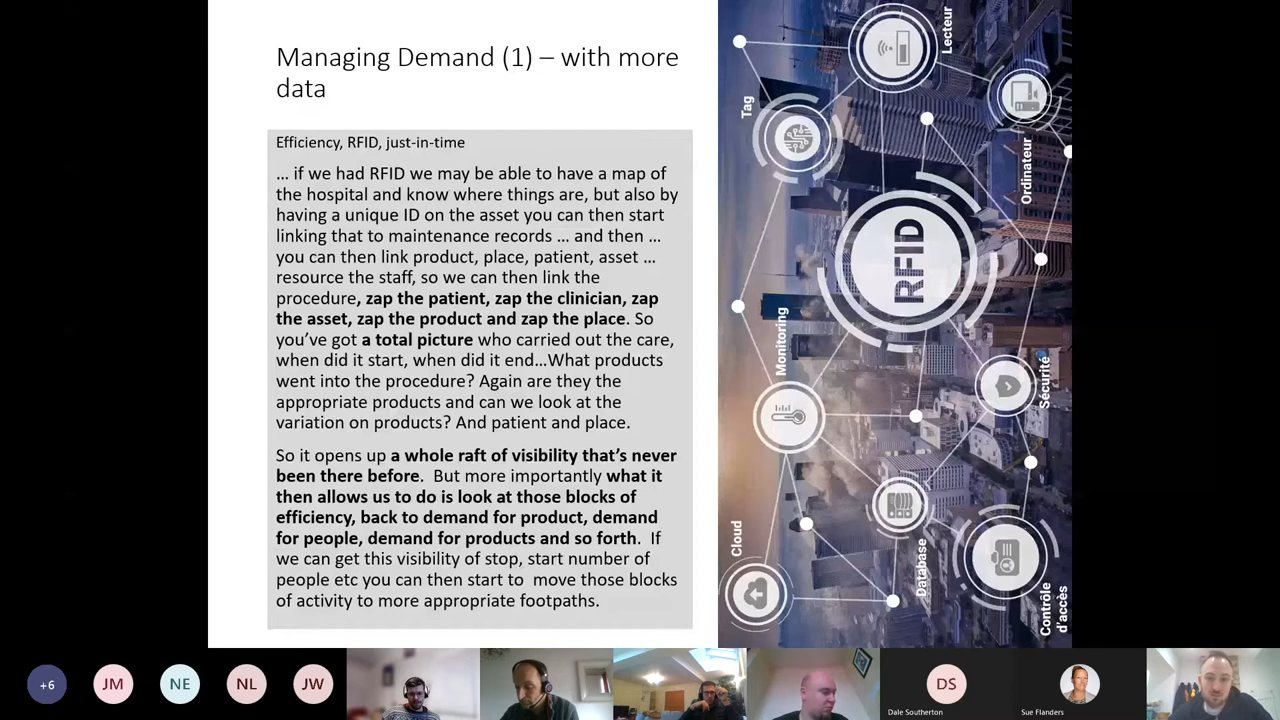 Managing Demand (1) – with more
data
Efficiency, RFID, just-in-time
… if we had RFID we may be able to have a map of
the hospital and know where things are, but also by
having a unique ID on the asset you can then start
linking that to maintenance records … and then …
you can then link product, place, patient, asset …
resource the staff, so we can then link the
procedure, zap the patient, zap the clinician, zap
the asset, zap the product and zap the place. So
you’ve got a total picture who carried out the care,
when did it start, when did it end…What products
went into the procedure? Again are they the
appropriate products and can we look at the
variation on products? And patient and place.
So it opens up a whole raft of visibility that’s never
been there before. But more importantly what it
then allows us to do is look at those blocks of
efficiency, back to demand for product, demand
for people, demand for products and so forth. If
we can get this visibility of stop, start number of
people etc you can then start to move those blocks
of activity to more appropriate footpaths.
Lecteur
Tag
Ordinateur
RFID
Monitoring
Sécurité
Cloud
Database
Contrôle
d’accès
+6
JM
NE
NL
JW
DS
Dale Southerton
Sue Flanders